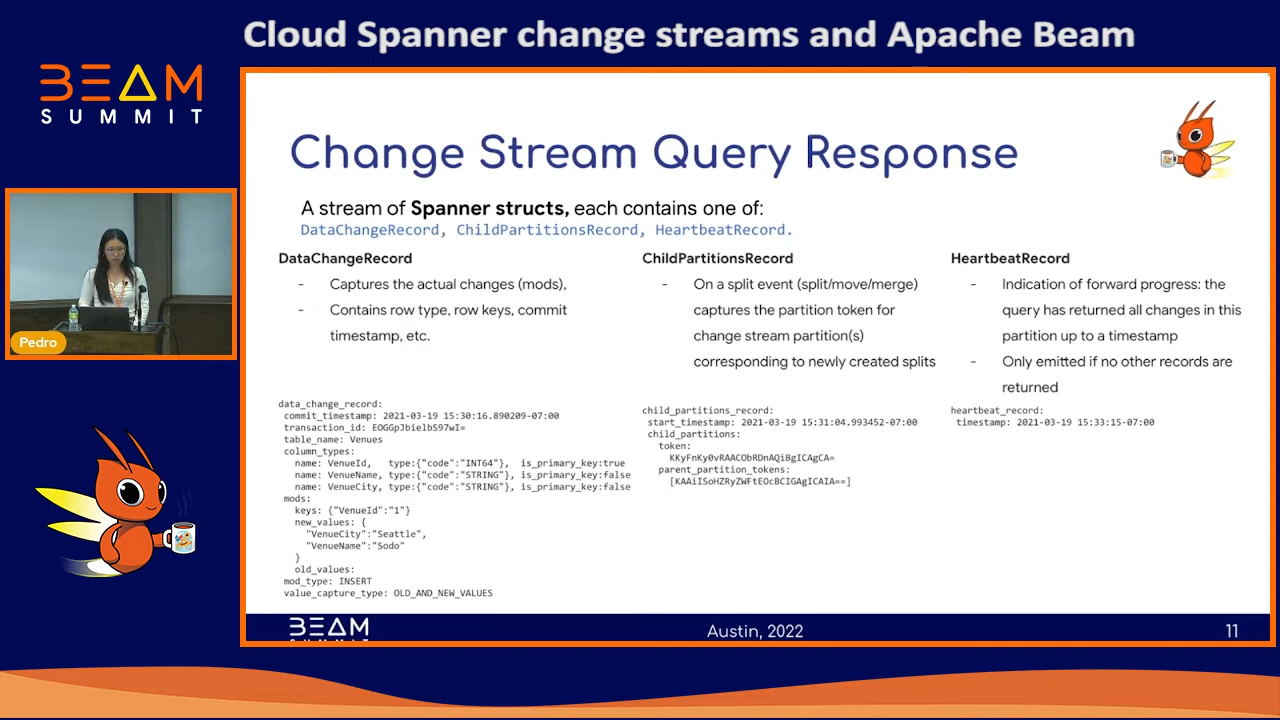 Cloud Spanner change streams and Apache Beam
BEAM
SUMMIT
Pedro
Change Stream Query Response
A stream of Spanner structs, each contains one of:
DataChangeRecord, ChildPartitionsRecord, HeartbeatRecord.
DataChangeRecord
- Captures the actual changes (mods),
- Contains row type, row keys, commit
timestamp, etc.
data_change_record:
commit_timestamp: 2021-03-19 15:30:16.890209-07:00
transaction_id: EOGGpJbielbS97wI=
table_name: Venues
column_types:
name: VenueId, type:{"code":"INT64"}, is_primary_key:true
name: VenueName, type:{"code":"STRING"}, is_primary_key:false
name: VenueCity, type:{"code":"STRING"}, is_primary_key:false
mods:
keys: {"VenueId":"1"}
new_values: {
"VenueCity":"Seattle",
"VenueName":"Sodo"
}
old_values:
mod_type: INSERT
value_capture_type: OLD_AND_NEW_VALUES
ChildPartitionsRecord
- On a split event (split/move/merge)
captures the partition token for
change stream partition(s)
corresponding to newly created splits
child_partitions_record:
start_timestamp: 2021-03-19 15:31:04.993452-07:00
child_partitions:
token:
KKyFnKy0vRAACObRDnAQiBgICAgCA=
parent_partition_tokens:
[KAAiISoHZRyZWFtEOcBCIGAgICAIA==]
HeartbeatRecord
- Indication of forward progress: the
query has returned all changes in this
partition up to a timestamp
- Only emitted if no other records are
returned
heartbeat_record:
timestamp: 2021-03-19 15:33:15-07:00
BEAM
Austin, 2022
11